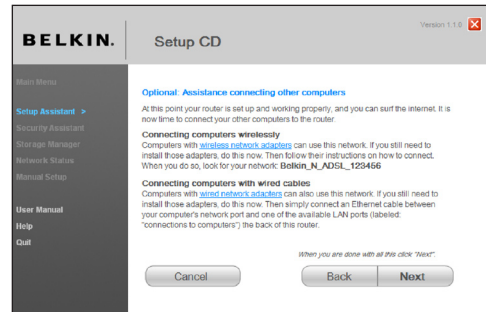 Version 1.1.0
BELKIN.
Setup CD
Main Menu
Setup Assistant >
Security Assistant
Storage Manager
Network Status
Manual Setup
User Manual
Help
Quit
Optional: Assistance connecting other computers
At this point your router is set up and working properly, and you can surf the internet. It is
now time to connect your other computers to the router.
Connecting computers wirelessly
Computers with wireless network adapters can use this network. If you still need to
install those adapters, do this now. Then follow their instructions on how to connect.
When you do so, look for your network: Belkin_N_ADSL_123456
Connecting computers with wired cables
Computers with wired network adapters can also use this network. If you still need to
install those adapters, do this now. Then simply connect an Ethernet cable between
your computer's network port and one of the available LAN ports (labeled:
"connections to computers") the back of this router.
When you are done with all this click "Next".
Cancel
Back
Next